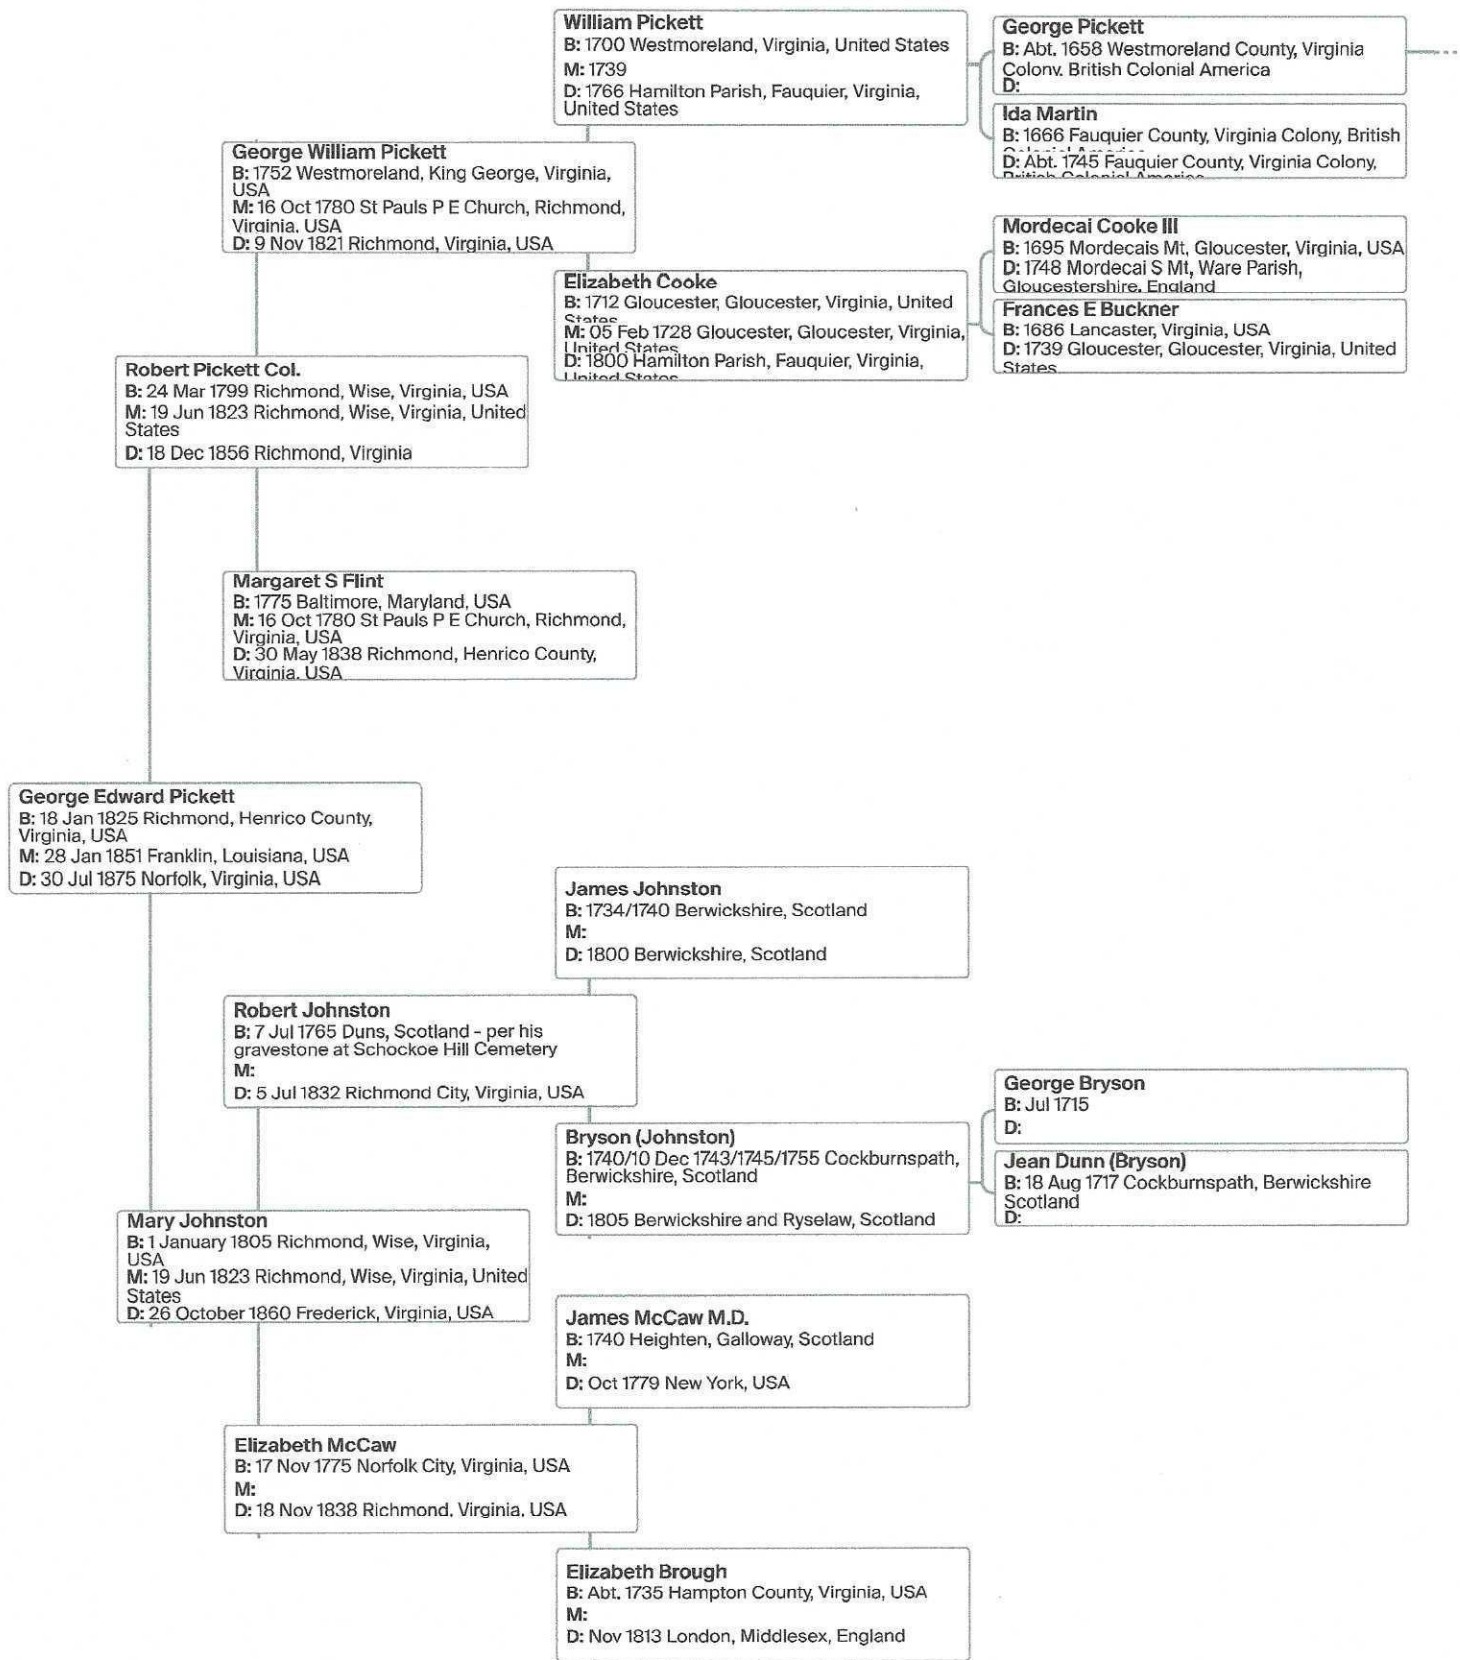 William Pickett
B: 1700 Westmoreland, Virginia, United States
M: 1739
D: 1766 Hamilton Parish, Fauquier, Virginia,
United States
George Pickett
B: Abt. 1658 Westmoreland County, Virginia
Colony, British Colonial America
D:
Ida Martin
B: 1666 Fauquier County, Virginia Colony, British
D: Abt. 1745 Fauquier County, Virginia Colony,
British Colonial America
George William Pickett
B: 1752 Westmoreland, King George, Virginia,
USA
M: 16 Oct 1780 St Pauls P E Church, Richmond,
Virginia, USA
D: 9 Nov 1821 Richmond, Virginia, USA
Elizabeth Cooke
B: 1712 Gloucester, Gloucester, Virginia, United
States
M: 05 Feb 1728 Gloucester, Gloucester, Virginia,
United States
D: 1800 Hamilton Parish, Fauquier, Virginia,
United States
Mordecai Cooke III
B: 1695 Mordecais Mt, Gloucester, Virginia, USA
D: 1748 Mordecai S Mt, Ware Parish,
Gloucestershire, England
Frances E Buckner
B: 1686 Lancaster, Virginia, USA
D: 1739 Gloucester, Gloucester, Virginia, United
States
Robert Pickett Col.
B: 24 Mar 1799 Richmond, Wise, Virginia, USA
M: 19 Jun 1823 Richmond, Wise, Virginia, United
States
D: 18 Dec 1856 Richmond, Virginia
Margaret S Flint
B: 1775 Baltimore, Maryland, USA
M: 16 Oct 1780 St Pauls P E Church, Richmond,
Virginia, USA
D: 30 May 1838 Richmond, Henrico County,
Virginia, USA
George Edward Pickett
B: 18 Jan 1825 Richmond, Henrico County,
Virginia, USA
M: 28 Jan 1851 Franklin, Louisiana, USA
D: 30 Jul 1875 Norfolk, Virginia, USA
James Johnston
B: 1734/1740 Berwickshire, Scotland
M:
D: 1800 Berwickshire, Scotland
Robert Johnston
B: 7 Jul 1765 Duns, Scotland - per his
gravestone at Schockoe Hill Cemetery
M:
D: 5 Jul 1832 Richmond City, Virginia, USA
Bryson (Johnston)
B: 1740/10 Dec 1743/1745/1755 Cockburnspath,
Berwickshire, Scotland
M:
D: 1805 Berwickshire and Ryselaw, Scotland
George Bryson
B: Jul 1715
D:
Jean Dunn (Bryson)
B: 18 Aug 1717 Cockburnspath, Berwickshire
Scotland
D:
Mary Johnston
B: 1 January 1805 Richmond, Wise, Virginia,
USA
M: 19 Jun 1823 Richmond, Wise, Virginia, United
States
D: 26 October 1860 Frederick, Virginia, USA
James McCaw M.D.
B: 1740 Heighten, Galloway, Scotland
M:
D: Oct 1779 New York, USA
Elizabeth McCaw
B: 17 Nov 1775 Norfolk City, Virginia, USA
M:
D: 18 Nov 1838 Richmond, Virginia, USA
Elizabeth Brough
B: Abt. 1735 Hampton County, Virginia, USA
M:
D: Nov 1813 London, Middlesex, England